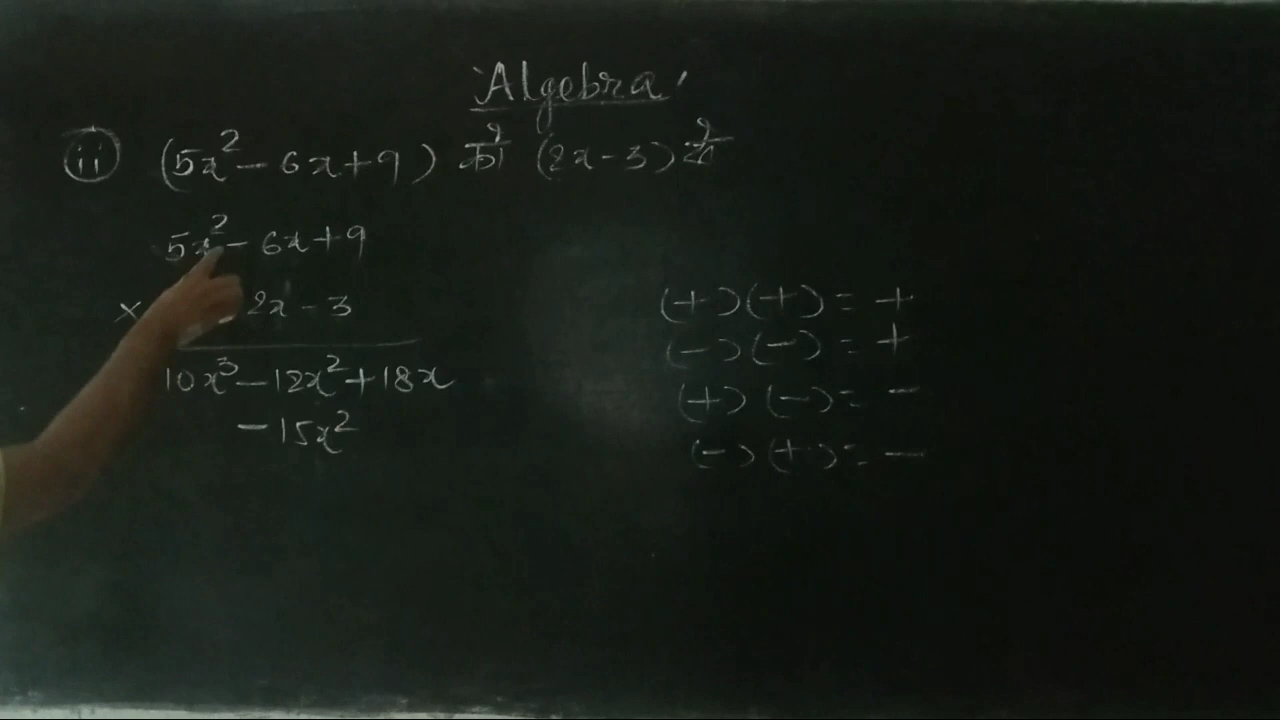 'Algebra'
(ii) (5x² - 6x + 9) को (2x - 3) से
5x² - 6x + 9
× 2x - 3
10x³ - 12x² + 18x
- 15x²
(+) (+) = +
(-) (-) = +
(+) (-) = -
(-) (+) = -